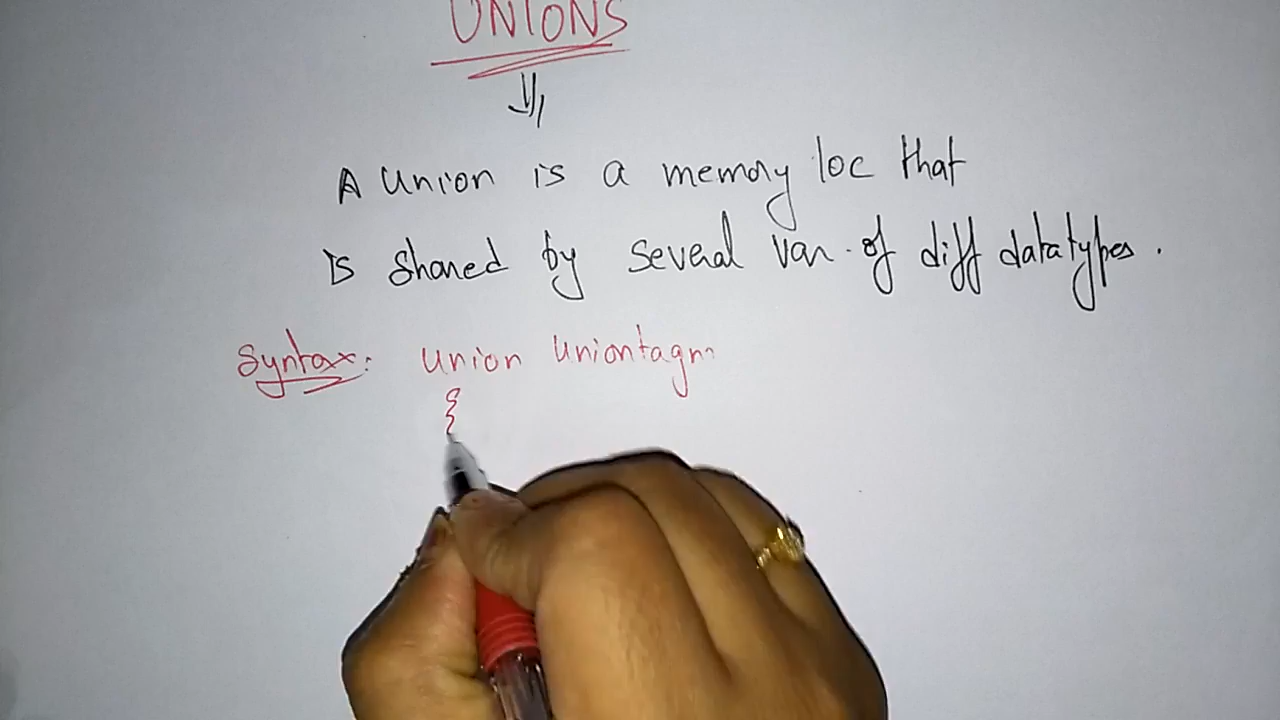 UNIONS
A Union is a memory loc that
is shared by several var. of diff datatypes.
Syntax: Union Uniontagn
{